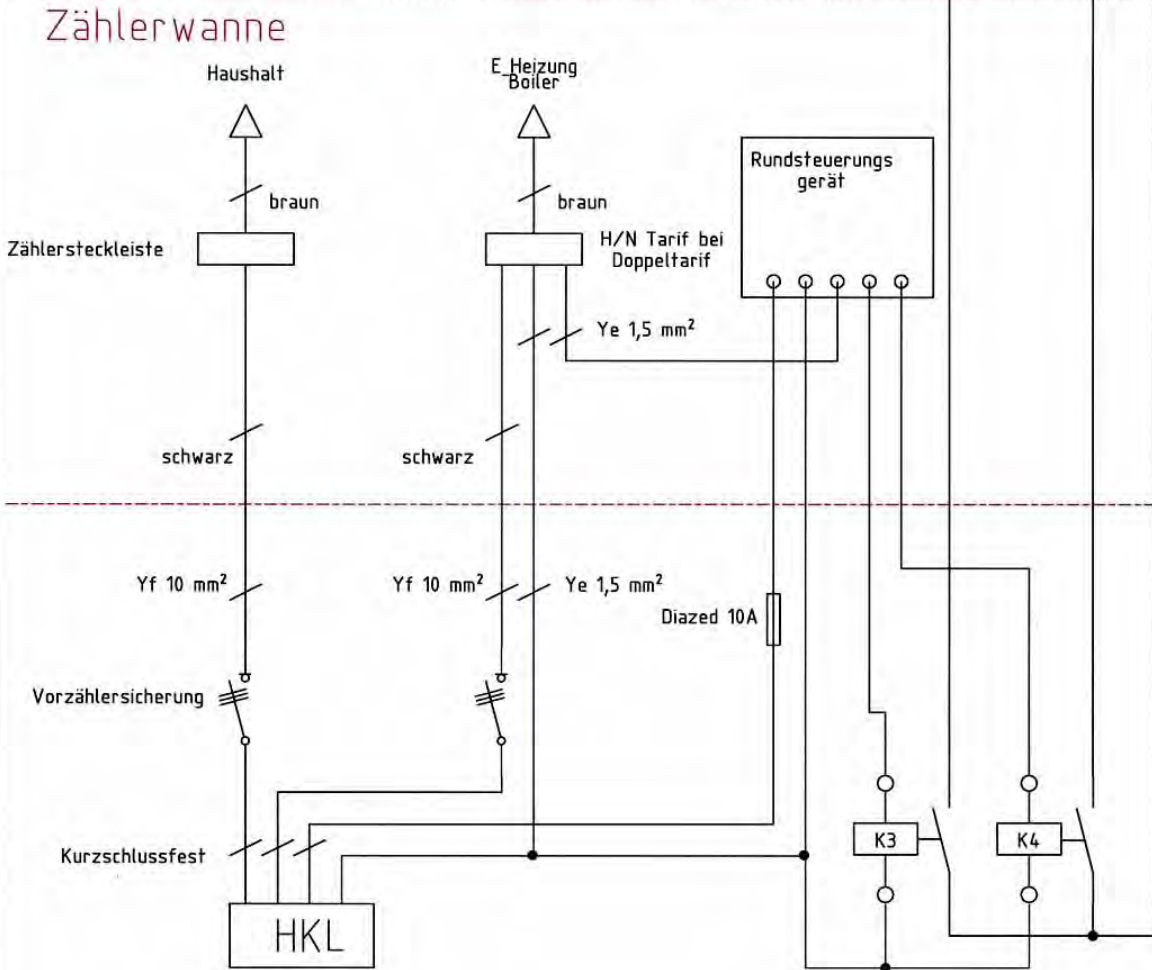 Zählerwanne
Haushalt
E_Heizung
Boiler
Rundsteuerungs
gerät
braun
braun
Zählersteckleiste
H/N Tarif bei
Doppeltarif
Ye 1,5 mm²
schwarz
schwarz
Yf 10 mm²
Yf 10 mm²
Ye 1,5 mm²
Diazed 10A
Vorzählersicherung
Kurzschlussfest
K3
K4
HKL